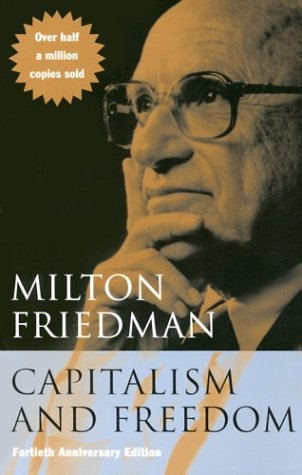 Over half
a million
copies sold
MILTON
FRIEDMAN
CAPITALISM
AND FREEDOM
Fortieth Anniversary Edition